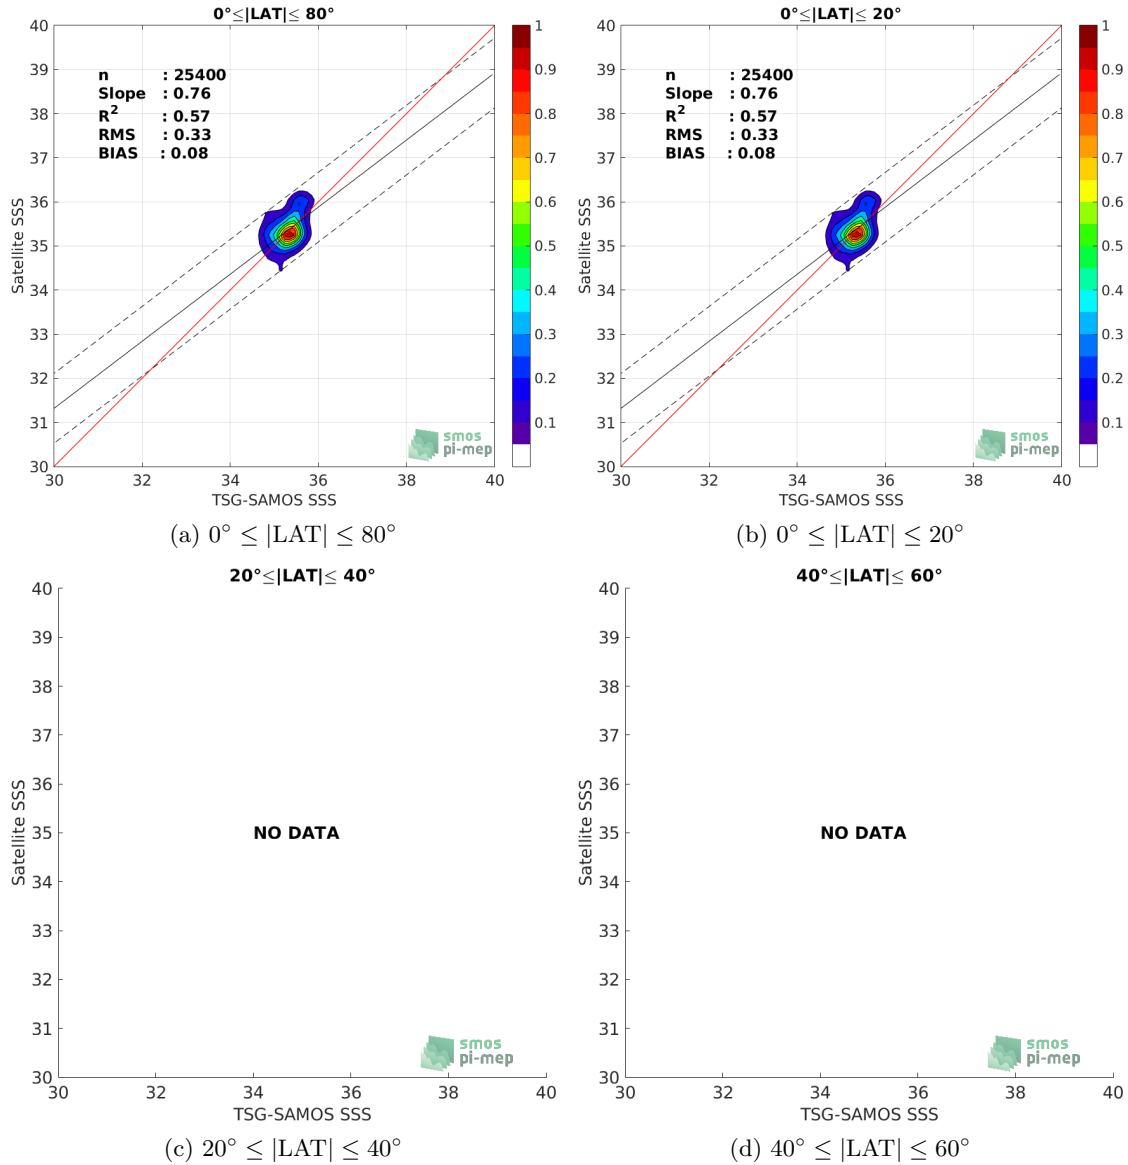 0°≤|LAT|≤ 80°
n : 25400
Slope : 0.76
R² : 0.57
RMS : 0.33
BIAS : 0.08
40
39
38
37
36
35
34
33
32
31
30
Satellite SSS
30
32
34
36
38
40
TSG-SAMOS SSS
1
0.9
0.8
0.7
0.6
0.5
0.4
0.3
0.2
0.1
smos
pi-mep
(a) 0° ≤ |LAT| ≤ 80°
0°≤|LAT|≤ 20°
n : 25400
Slope : 0.76
R² : 0.57
RMS : 0.33
BIAS : 0.08
40
39
38
37
36
35
34
33
32
31
30
Satellite SSS
30
32
34
36
38
40
TSG-SAMOS SSS
1
0.9
0.8
0.7
0.6
0.5
0.4
0.3
0.2
0.1
smos
pi-mep
(b) 0° ≤ |LAT| ≤ 20°
20°≤|LAT|≤ 40°
40
39
38
37
36
35
34
33
32
31
30
Satellite SSS
NO DATA
smos
pi-mep
30
32
34
36
38
40
TSG-SAMOS SSS
(c) 20° ≤ |LAT| ≤ 40°
40°≤|LAT|≤ 60°
40
39
38
37
36
35
34
33
32
31
30
Satellite SSS
NO DATA
smos
pi-mep
30
32
34
36
38
40
TSG-SAMOS SSS
(d) 40° ≤ |LAT| ≤ 60°